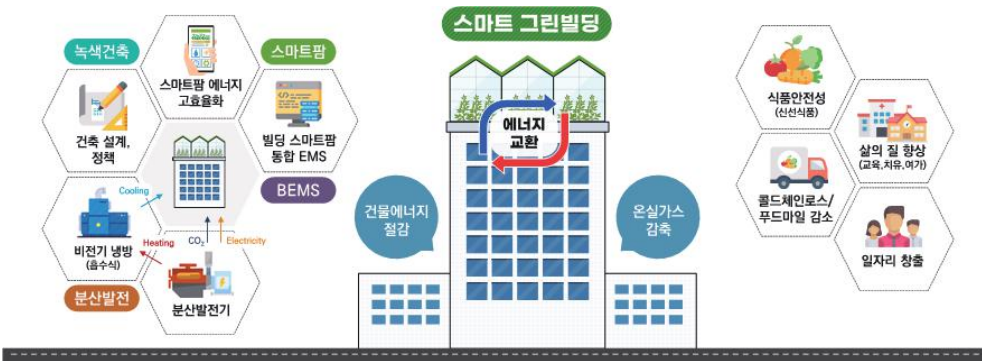 스마트 그린빌딩
녹색건축
스마트팜
스마트팜 에너지
고효율화
건축 설계,
정책
빌딩 스마트팜
통합 EMS
BEMS
Cooling
비전기 냉방
(흡수식)
Heating
CO₂
Electricity
분산발전
분산발전기
에너지
교환
건물에너지
절감
온실가스
감축
식품안전성
(신선식품)
삶의 질 향상
(교육,치유,여가)
콜드체인로스/
푸드마일 감소
일자리 창출